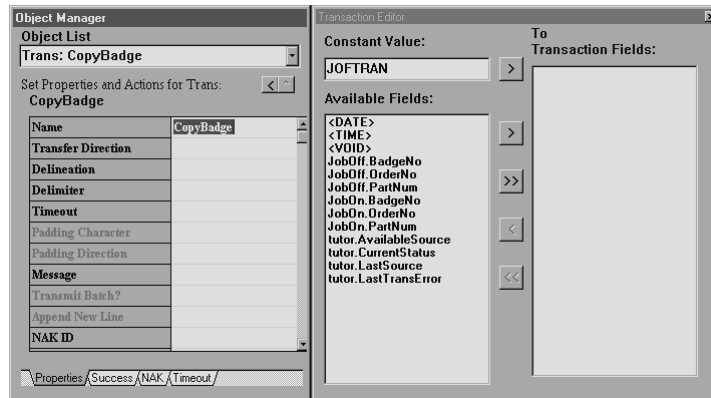 Object Manager
Object List
Trans: CopyBadge
Set Properties and Actions for Trans:
CopyBadge
Name CopyBadge
Transfer Direction
Delineation
Delimiter
Timeout
Padding Character
Padding Direction
Message
Transmit Batch?
Append New Line
NAK ID
Properties Success NAK Timeout
Transaction Editor
Constant Value:
JOFTRAN
>
Available Fields:
<DATE>
<TIME>
<VOID>
JobOff.BadgeNo
JobOff.OrderNo
JobOff.PartNum
JobOn.BadgeNo
JobOn.OrderNo
JobOn.PartNum
tutor.AvailableSource
tutor.CurrentStatus
tutor.LastSource
tutor.LastTransError
>
>>
<
<<
To
Transaction Fields: